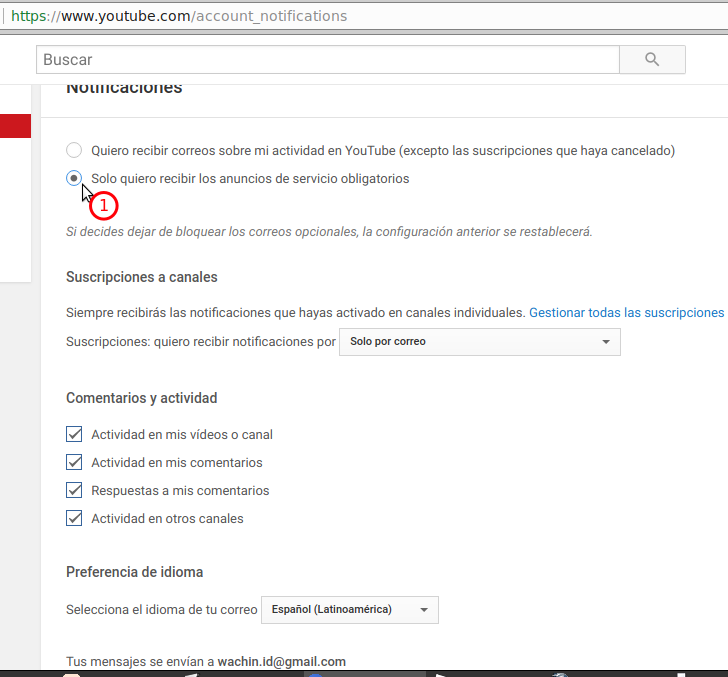 https://www.youtube.com/account_notifications
Buscar
Notificaciones
Quiero recibir correos sobre mi actividad en YouTube (excepto las suscripciones que haya cancelado)
Solo quiero recibir los anuncios de servicio obligatorios
1
Si decides dejar de bloquear los correos opcionales, la configuración anterior se restablecerá.
Suscripciones a canales
Siempre recibirás las notificaciones que hayas activado en canales individuales. Gestionar todas las suscripciones
Suscripciones: quiero recibir notificaciones por Solo por correo
Comentarios y actividad
Actividad en mis vídeos o canal
Actividad en mis comentarios
Respuestas a mis comentarios
Actividad en otros canales
Preferencia de idioma
Selecciona el idioma de tu correo Español (Latinoamérica)
Tus mensajes se envían a wachin.id@gmail.com